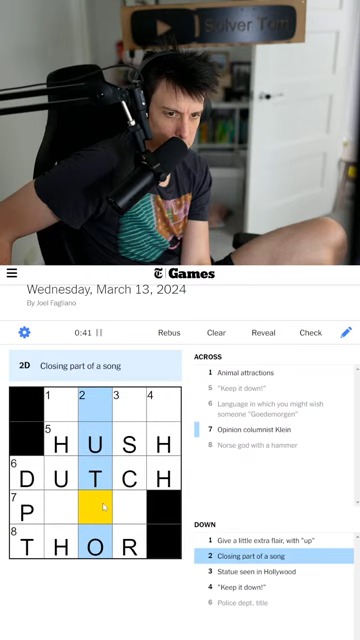 Solver Tom
Games
Wednesday, March 13, 2024
By Joel Fagliano
0:41
Rebus
Clear
Reveal
Check
2D Closing part of a song
1 2 3 4
5 H U S H
6 D U T C H
7 P
8 T H O R
ACROSS
1 Animal attractions
5 "Keep it down!"
6 Language in which you might wish
someone "Goedemorgen"
7 Opinion columnist Klein
8 Norse god with a hammer
DOWN
1 Give a little extra flair, with "up"
2 Closing part of a song
3 Statue seen in Hollywood
4 "Keep it down!"
6 Police dept. title